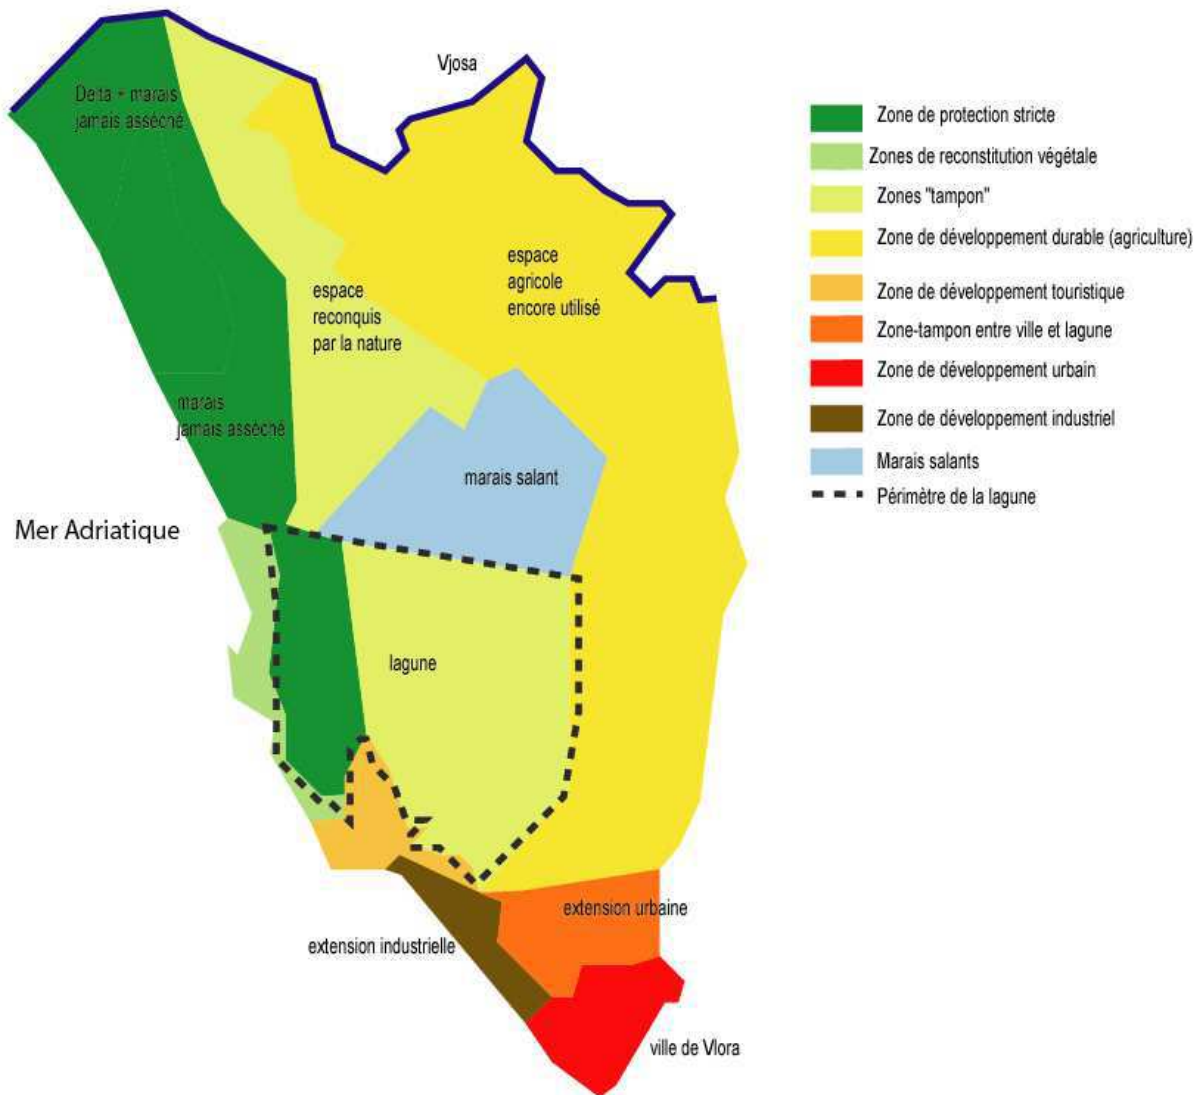 Vjosa
Delta + marais
jamais asséché
espace
agricole
encore utilisé
espace
reconquis
par la nature
marais
jamais asséché
marais salant
Mer Adriatique
lagune
extension urbaine
extension industrielle
ville de Vlora
Zone de protection stricte
Zones de reconstitution végétale
Zones "tampon"
Zone de développement durable (agriculture)
Zone de développement touristique
Zone-tampon entre ville et lagune
Zone de développement urbain
Zone de développement industriel
Marais salants
Périmètre de la lagune